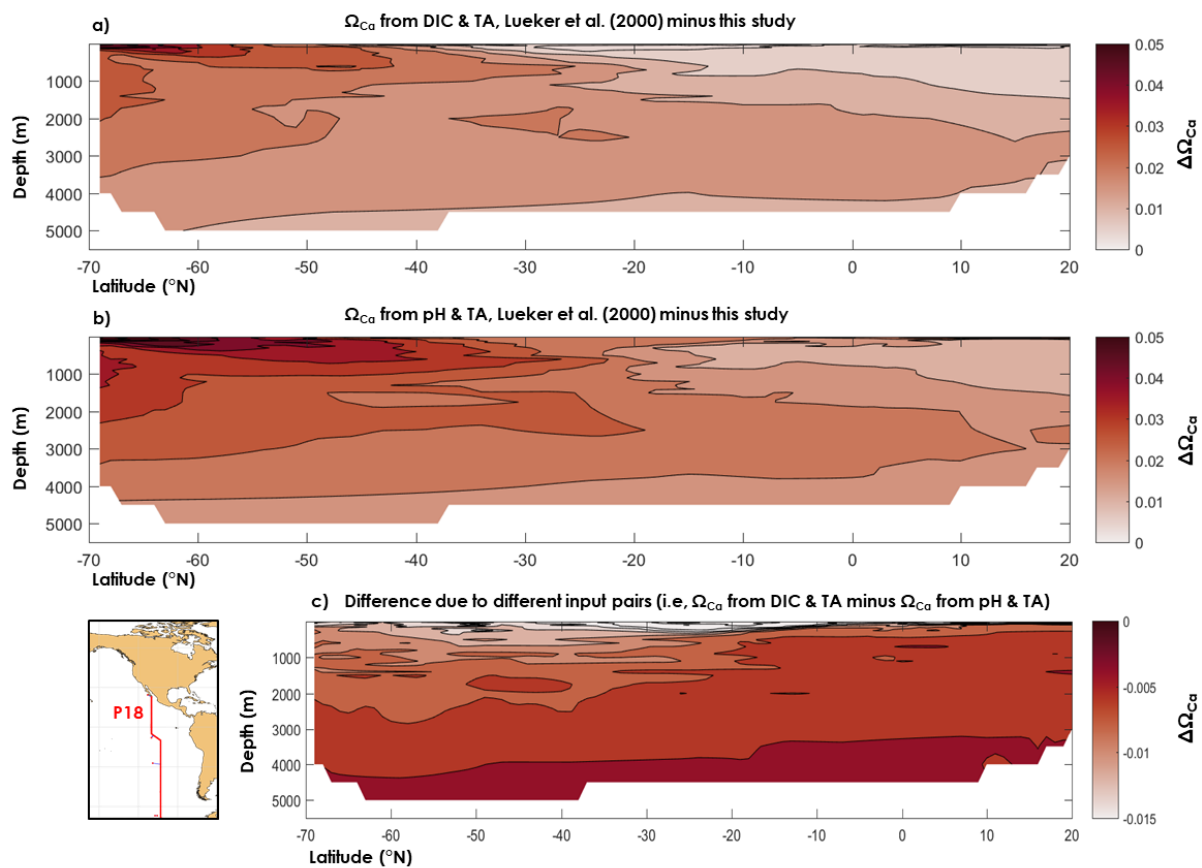 Ω_Ca from DIC & TA, Lueker et al. (2000) minus this study
a)
1000
2000
3000
4000
5000
Depth (m)
-70 -60 -50 -40 -30 -20 -10 0 10 20
Latitude (°N)
0.05
0.04
0.03
0.02
0.01
0
ΔΩ_Ca
b) Ω_Ca from pH & TA, Lueker et al. (2000) minus this study
1000
2000
3000
4000
5000
Depth (m)
-70 -60 -50 -40 -30 -20 -10 0 10 20
Latitude (°N)
0.05
0.04
0.03
0.02
0.01
0
ΔΩ_Ca
P18
c) Difference due to different input pairs (i.e, Ω_Ca from DIC & TA minus Ω_Ca from pH & TA)
1000
2000
3000
4000
5000
Depth (m)
-70 -60 -50 -40 -30 -20 -10 0 10 20
Latitude (°N)
0
-0.005
-0.01
-0.015
ΔΩ_Ca